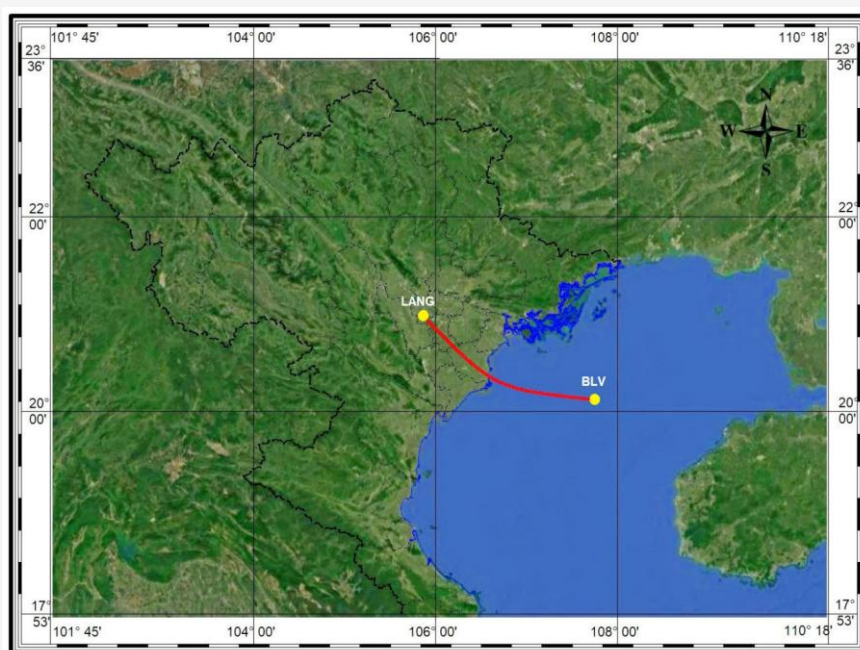 101° 45' 104° 00' 106° 00' 108° 00' 110° 18'
23° 36' 23° 36'
N
W E
S
22° 00' 22° 00'
LANG
BLV
20° 00' 20° 00'
17° 53' 17° 53'
101° 45' 104° 00' 106° 00' 108° 00' 110° 18'